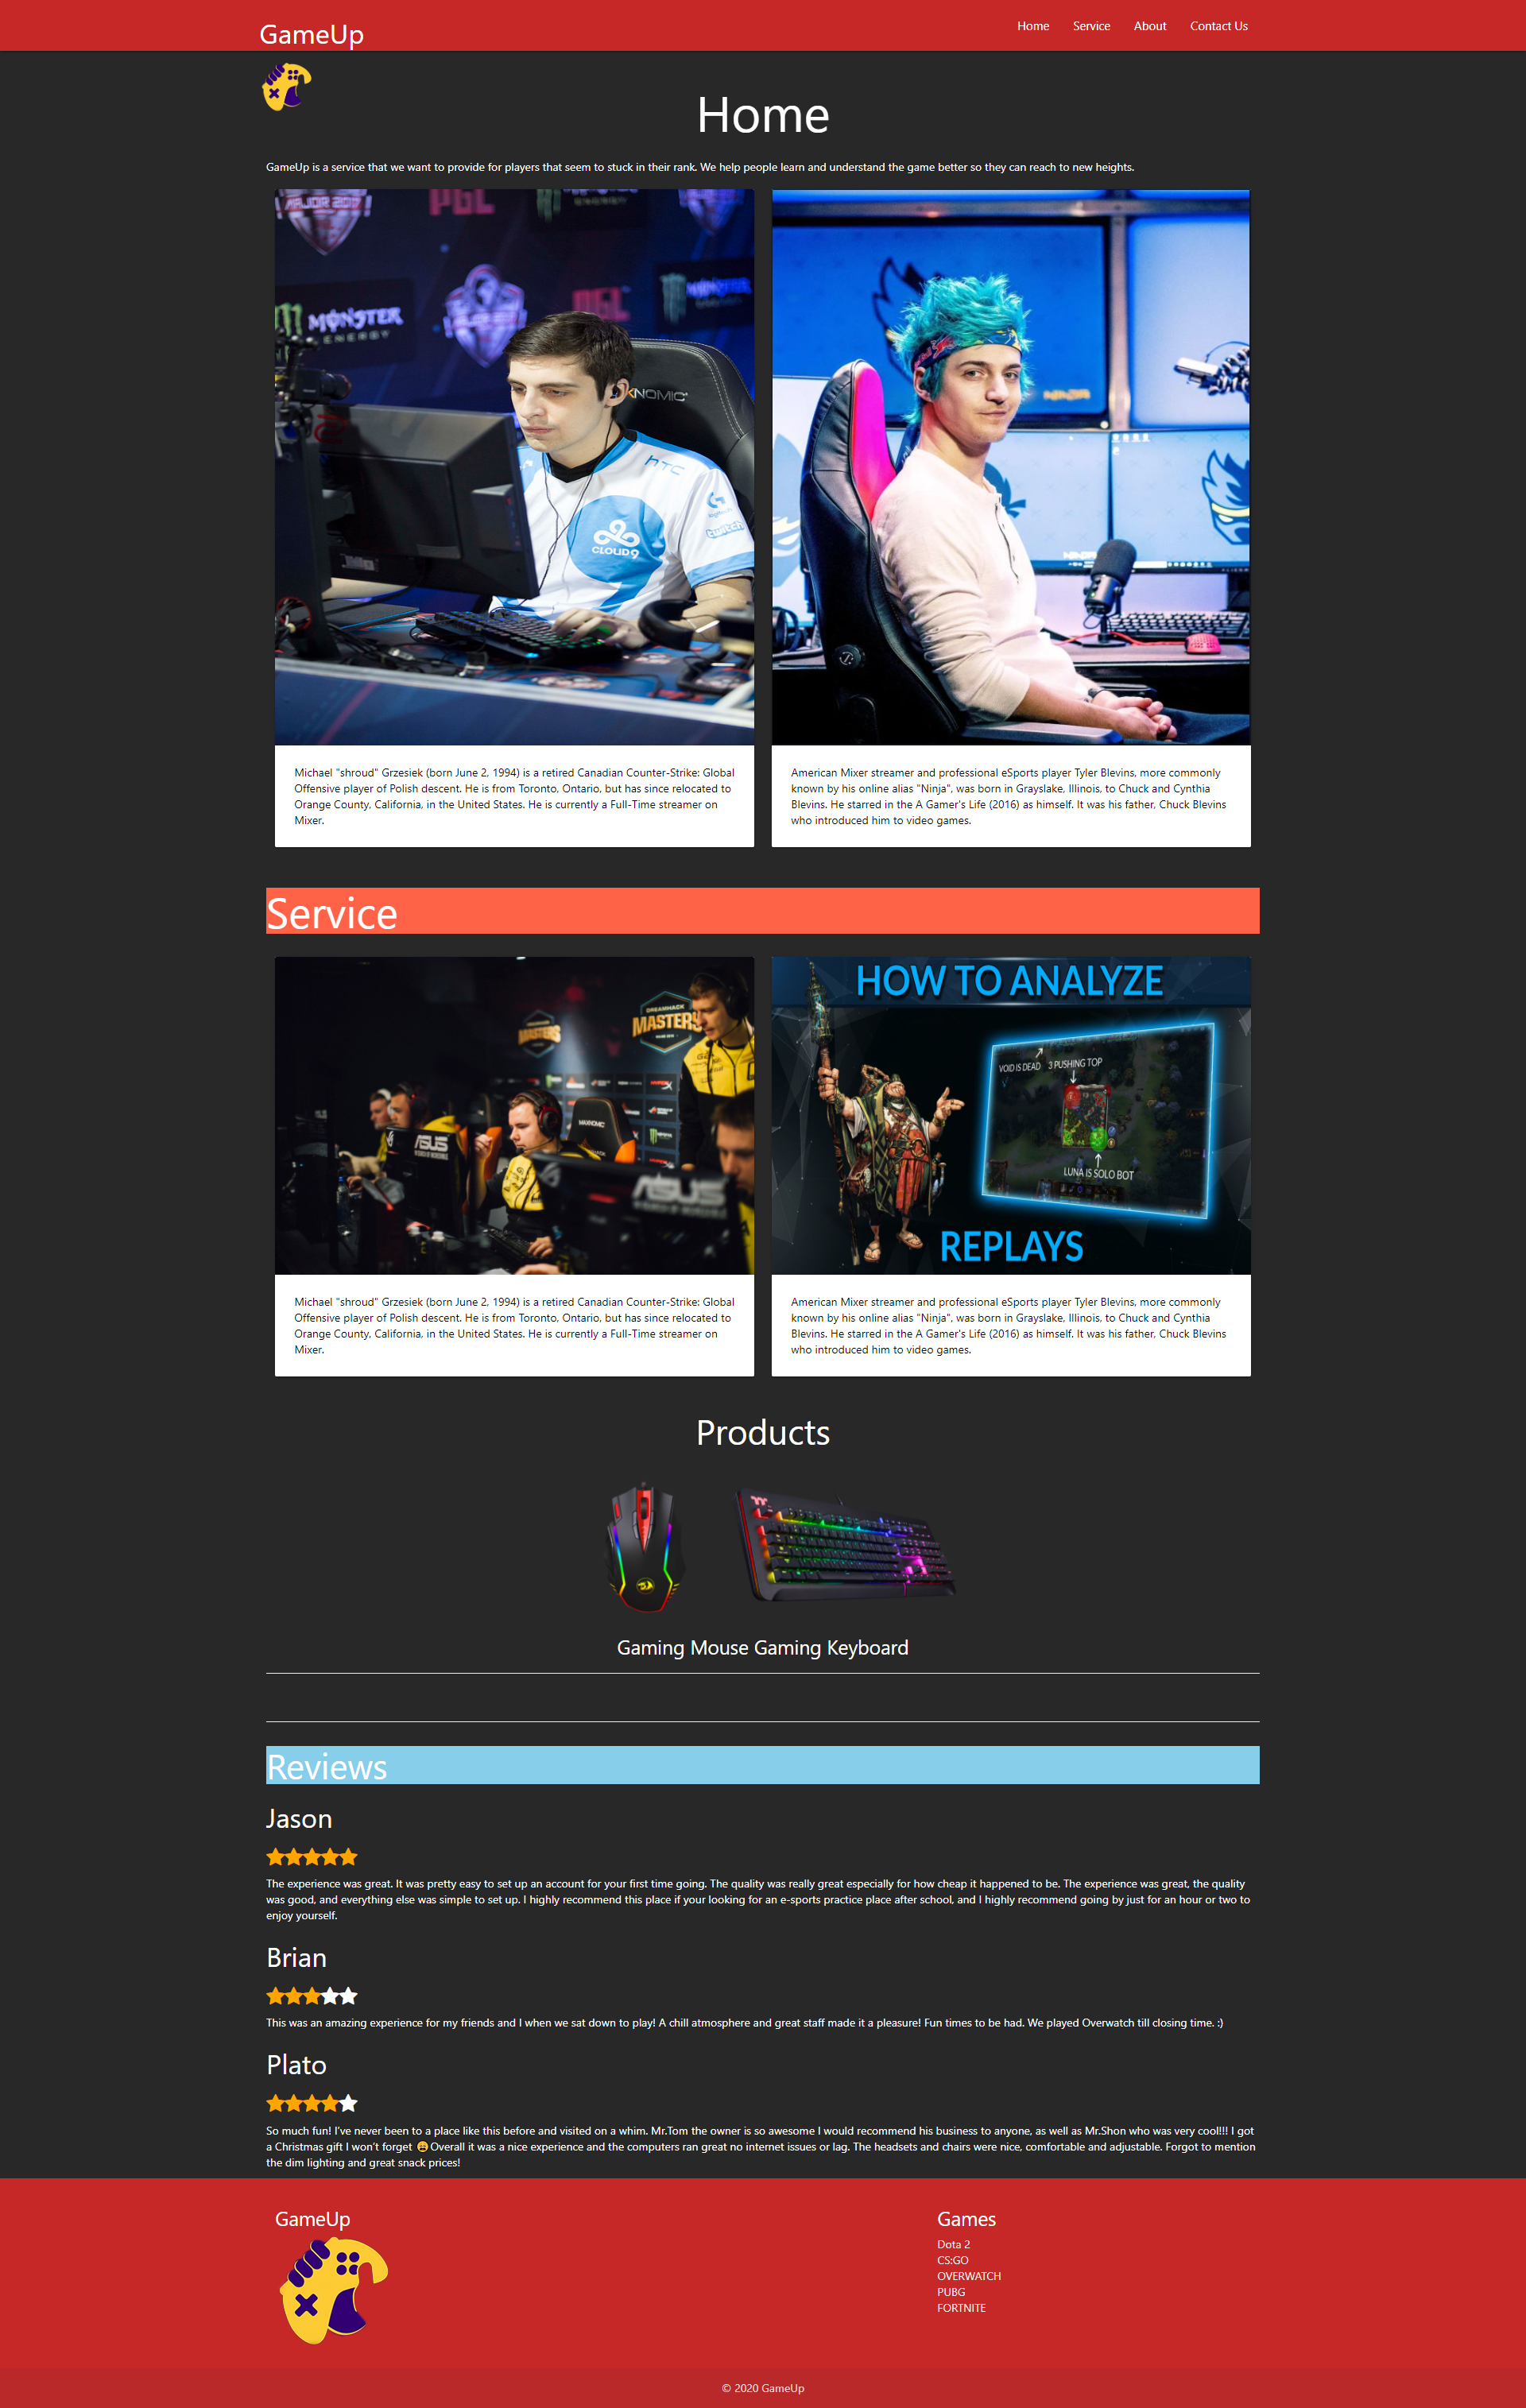 GameUp
Home
Service
About
Contact Us
Home
GameUp is a service that we want to provide for players that seem to stuck in their rank. We help people learn and understand the game better so they can reach to new heights.
MAJOR 2017
PGL
MONSTER
ENERGY
PGL
hTC
CLOUD9
twitch
Michael "shroud" Grzesiek (born June 2, 1994) is a retired Canadian Counter-Strike: Global
Offensive player of Polish descent. He is from Toronto, Ontario, but has since relocated to
Orange County, California, in the United States. He is currently a Full-Time streamer on
Mixer.
American Mixer streamer and professional eSports player Tyler Blevins, more commonly
known by his online alias "Ninja", was born in Grayslake, Illinois, to Chuck and Cynthia
Blevins. He starred in the A Gamer's Life (2016) as himself. It was his father, Chuck Blevins
who introduced him to video games.
Service
DREAMHACK
MASTERS
MASTERS
MAXNOMIC
ASUS
ASUS
HOW TO ANALYZE
VOID IS DEAD
3 PUSHING TOP
LUNA IS SOLO BOT
REPLAYS
Michael "shroud" Grzesiek (born June 2, 1994) is a retired Canadian Counter-Strike: Global
Offensive player of Polish descent. He is from Toronto, Ontario, but has since relocated to
Orange County, California, in the United States. He is currently a Full-Time streamer on
Mixer.
American Mixer streamer and professional eSports player Tyler Blevins, more commonly
known by his online alias "Ninja", was born in Grayslake, Illinois, to Chuck and Cynthia
Blevins. He starred in the A Gamer's Life (2016) as himself. It was his father, Chuck Blevins
who introduced him to video games.
Products
Gaming Mouse Gaming Keyboard
Reviews
Jason
The experience was great. It was pretty easy to set up an account for your first time going. The quality was really great especially for how cheap it happened to be. The experience was great, the quality
was good, and everything else was simple to set up. I highly recommend this place if your looking for an e-sports practice place after school, and I highly recommend going by just for an hour or two to
enjoy yourself.
Brian
This was an amazing experience for my friends and I when we sat down to play! A chill atmosphere and great staff made it a pleasure! Fun times to be had. We played Overwatch till closing time. :)
Plato
So much fun! I've never been to a place like this before and visited on a whim. Mr.Tom the owner is so awesome I would recommend his business to anyone, as well as Mr.Shon who was very cool!!! I got
a Christmas gift I won't forget 😩Overall it was a nice experience and the computers ran great no internet issues or lag. The headsets and chairs were nice, comfortable and adjustable. Forgot to mention
the dim lighting and great snack prices!
GameUp
Games
Dota 2
CS:GO
OVERWATCH
PUBG
FORTNITE
© 2020 GameUp